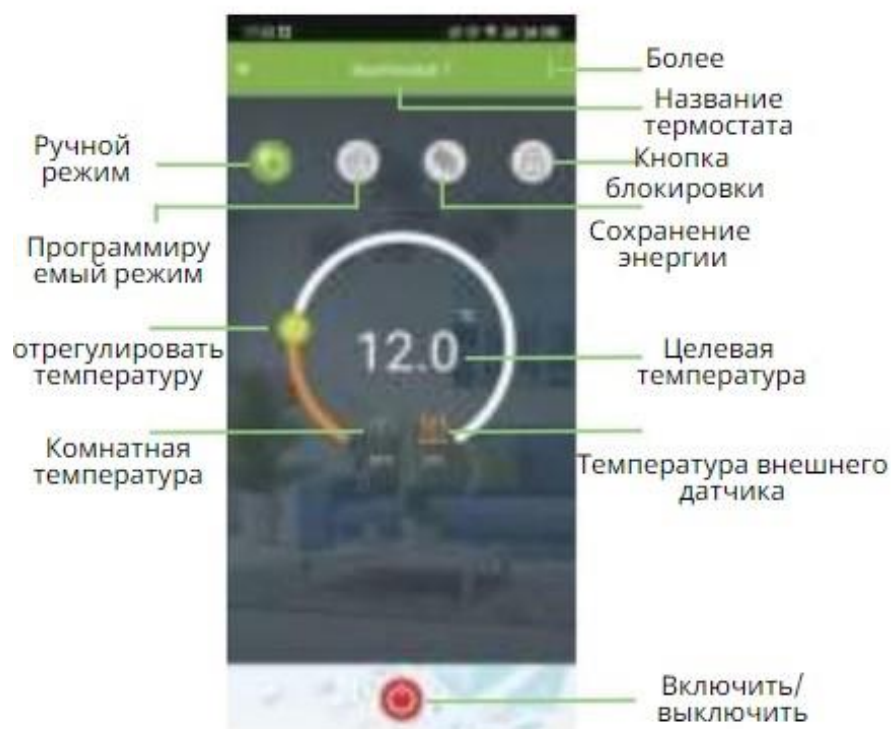 Более
Название
термостата
Ручной
режим
Кнопка
блокировки
Программиру
емый режим
Сохранение
энергии
12.0
отрегулировать
температуру
Целевая
температура
Комнатная
температура
Температура внешнего
датчика
Включить/
выключить